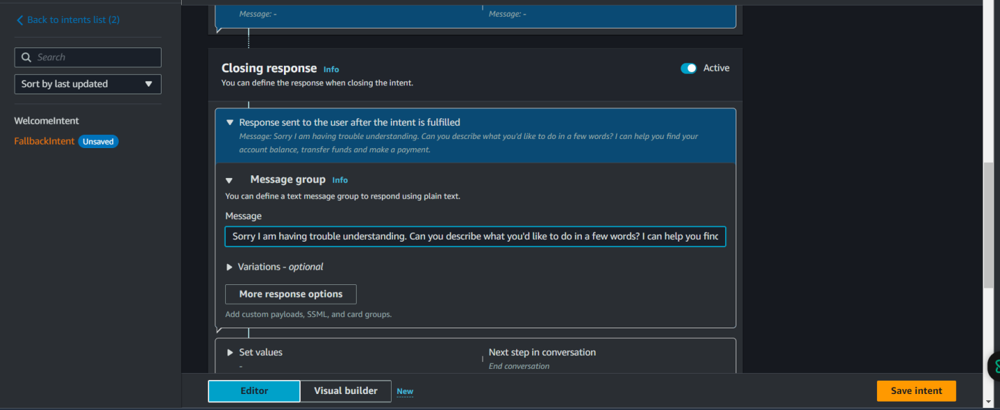 Back to intents list (2)
Search
Sort by last updated
WelcomeIntent
FallbackIntent Unsaved
Message: - Message: -
Closing response Info Active
You can define the response when closing the intent.
Response sent to the user after the intent is fulfilled
Message: Sorry I am having trouble understanding. Can you describe what you'd like to do in a few words? I can help you find your
account balance, transfer funds and make a payment.
Message group Info
You can define a text message group to respond using plain text.
Message
Sorry I am having trouble understanding. Can you describe what you'd like to do in a few words? I can help you find
Variations - optional
More response options
Add custom payloads, SSML, and card groups.
Set values Next step in conversation
- End conversation
Editor Visual builder New Save intent